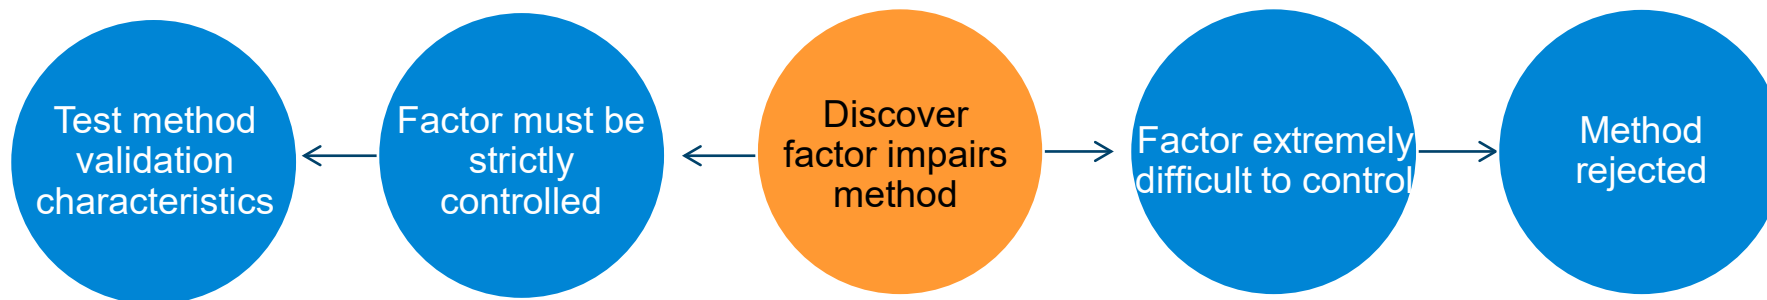 Test method
validation
characteristics
Factor must be
strictly
controlled
Discover
factor impairs
method
Factor extremely
difficult to control
Method
rejected